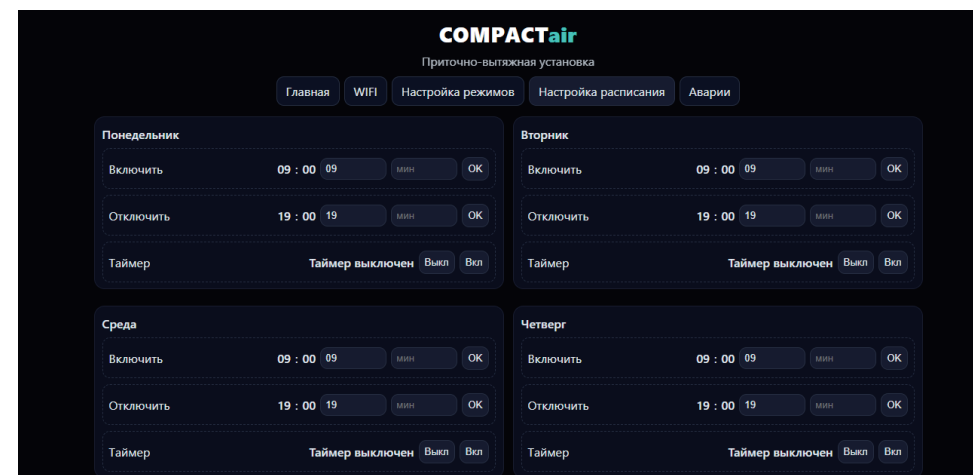 COMPACTair
Приточно-вытяжная установка
Главная WIFI Настройка режимов Настройка расписания Аварии
Понедельник
Включить 09 : 00 09 мин OK
Отключить 19 : 00 19 мин OK
Таймер Таймер выключен Выкл Вкл
Вторник
Включить 09 : 00 09 мин OK
Отключить 19 : 00 19 мин OK
Таймер Таймер выключен Выкл Вкл
Среда
Включить 09 : 00 09 мин OK
Отключить 19 : 00 19 мин OK
Таймер Таймер выключен Выкл Вкл
Четверг
Включить 09 : 00 09 мин OK
Отключить 19 : 00 19 мин OK
Таймер Таймер выключен Выкл Вкл